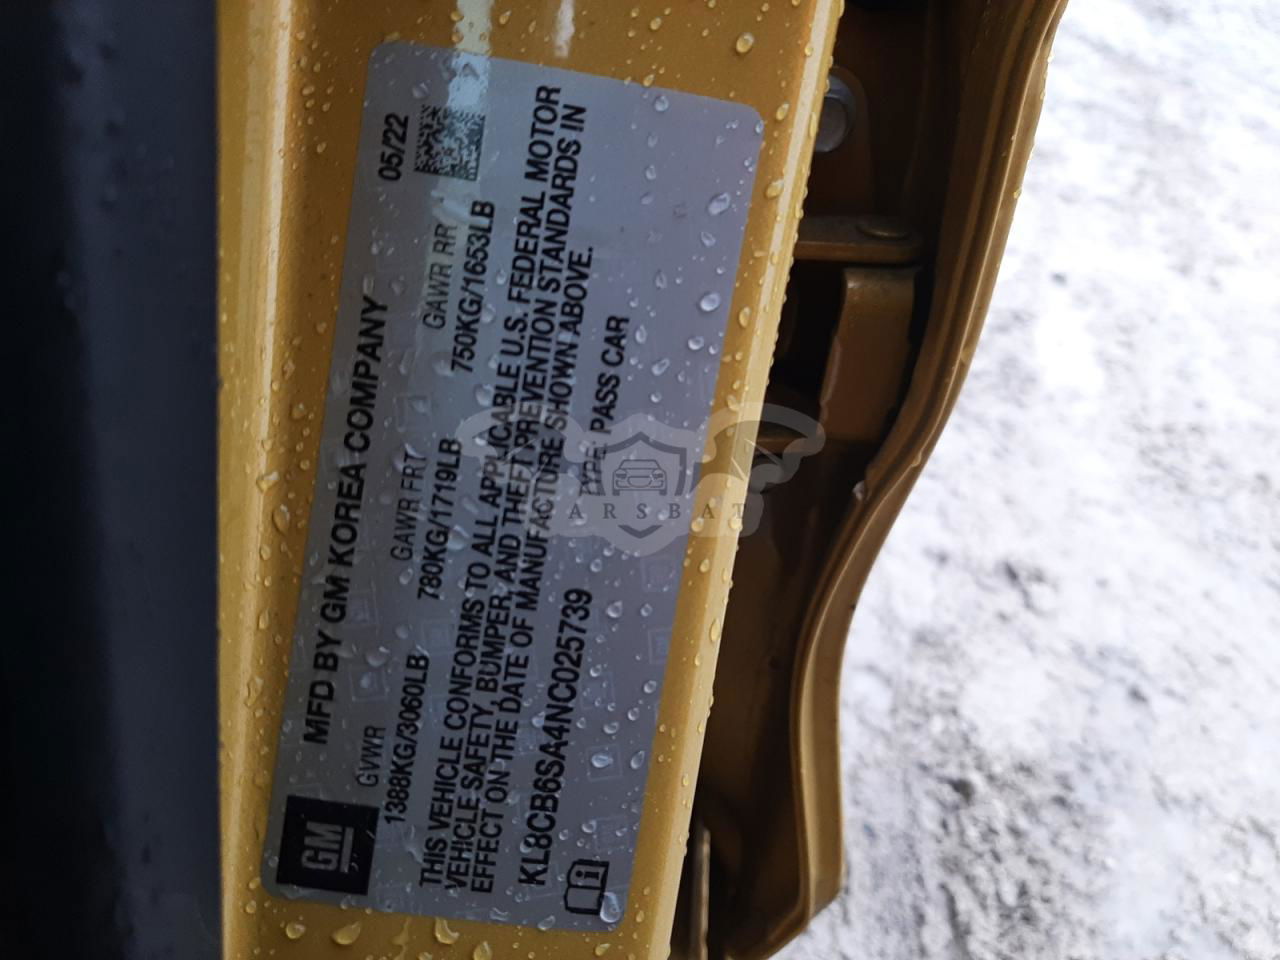 MFD BY GM KOREA COMPANY 05/22
GVWR GAWR FRT GAWR RR
1388KG/3060LB 780KG/1719LB 750KG/1653LB
THIS VEHICLE CONFORMS TO ALL APPLICABLE U.S. FEDERAL MOTOR
VEHICLE SAFETY, BUMPER, AND THEFT PREVENTION STANDARDS IN
EFFECT ON THE DATE OF MANUFACTURE SHOWN ABOVE.
KL8CB6SA4NC025739 TYPE: PASS CAR
GM
CARSBAT